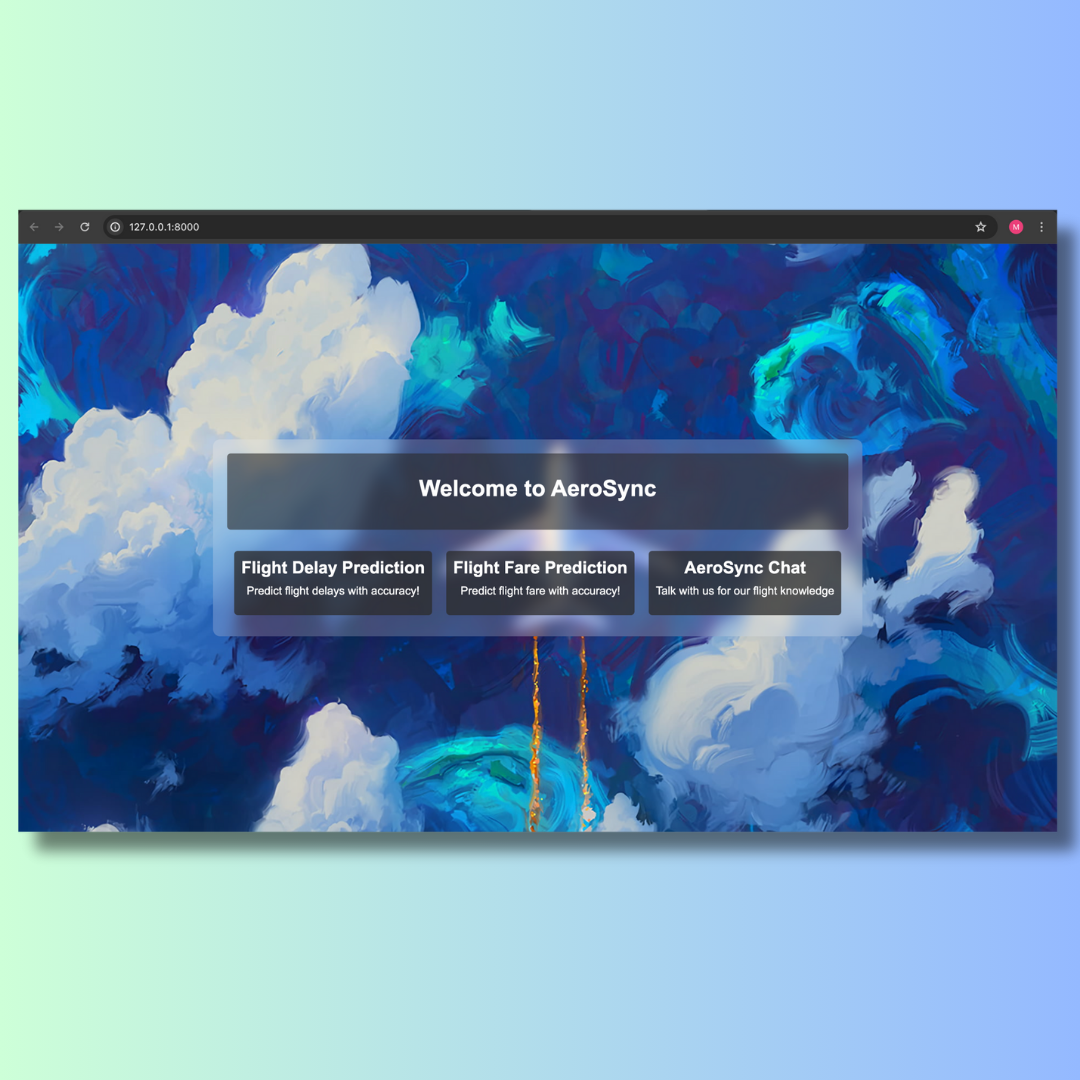 127.0.0.1:8000
M
Welcome to AeroSync
Flight Delay Prediction
Predict flight delays with accuracy!
Flight Fare Prediction
Predict flight fare with accuracy!
AeroSync Chat
Talk with us for our flight knowledge